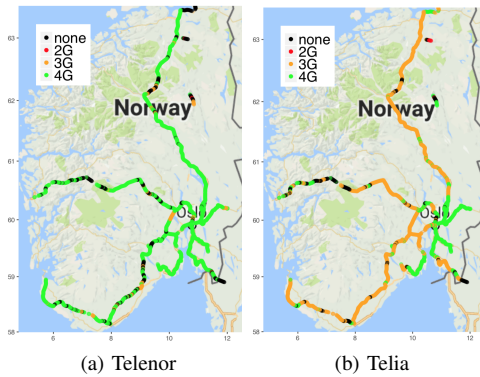 none
2G
3G
4G
Norway
Oslo
63
62
61
60
59
58
6
8
10
12
(a) Telenor
none
2G
3G
4G
Norway
Oslo
63
62
61
60
59
58
6
8
10
12
(b) Telia